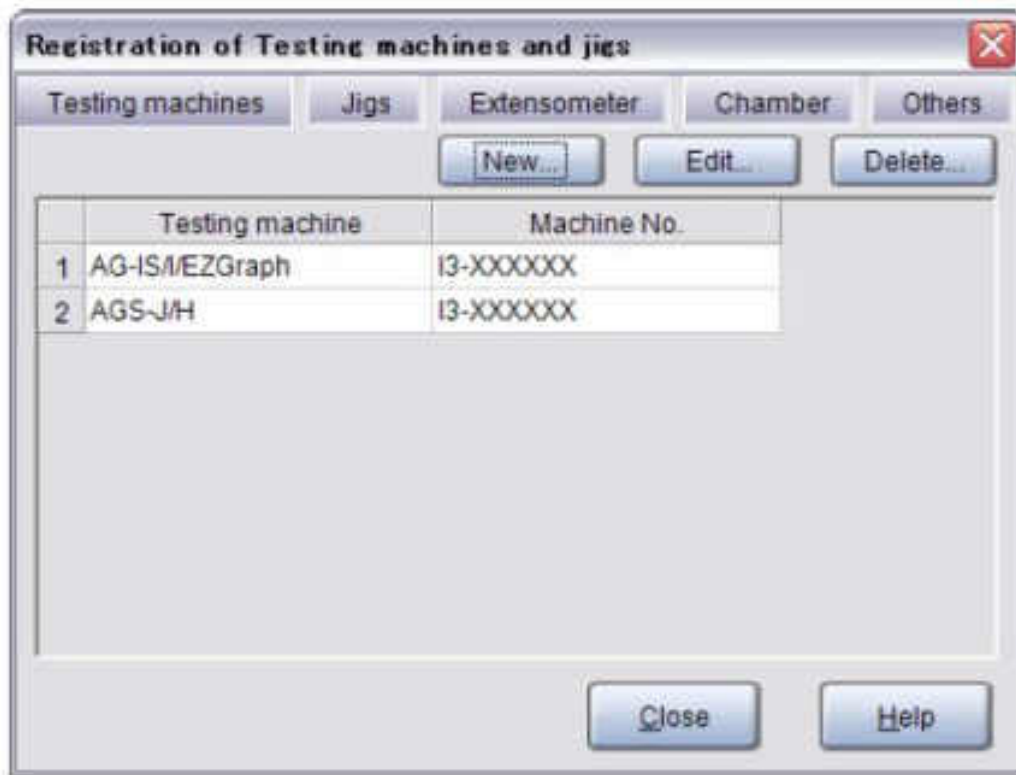 Registration of Testing machines and jigs
Testing machines Jigs Extensometer Chamber Others
New... Edit... Delete...
Testing machine Machine No.
1 AG-IS/I/EZGraph I3-XXXXXX
2 AGS-J/H I3-XXXXXX
Close Help